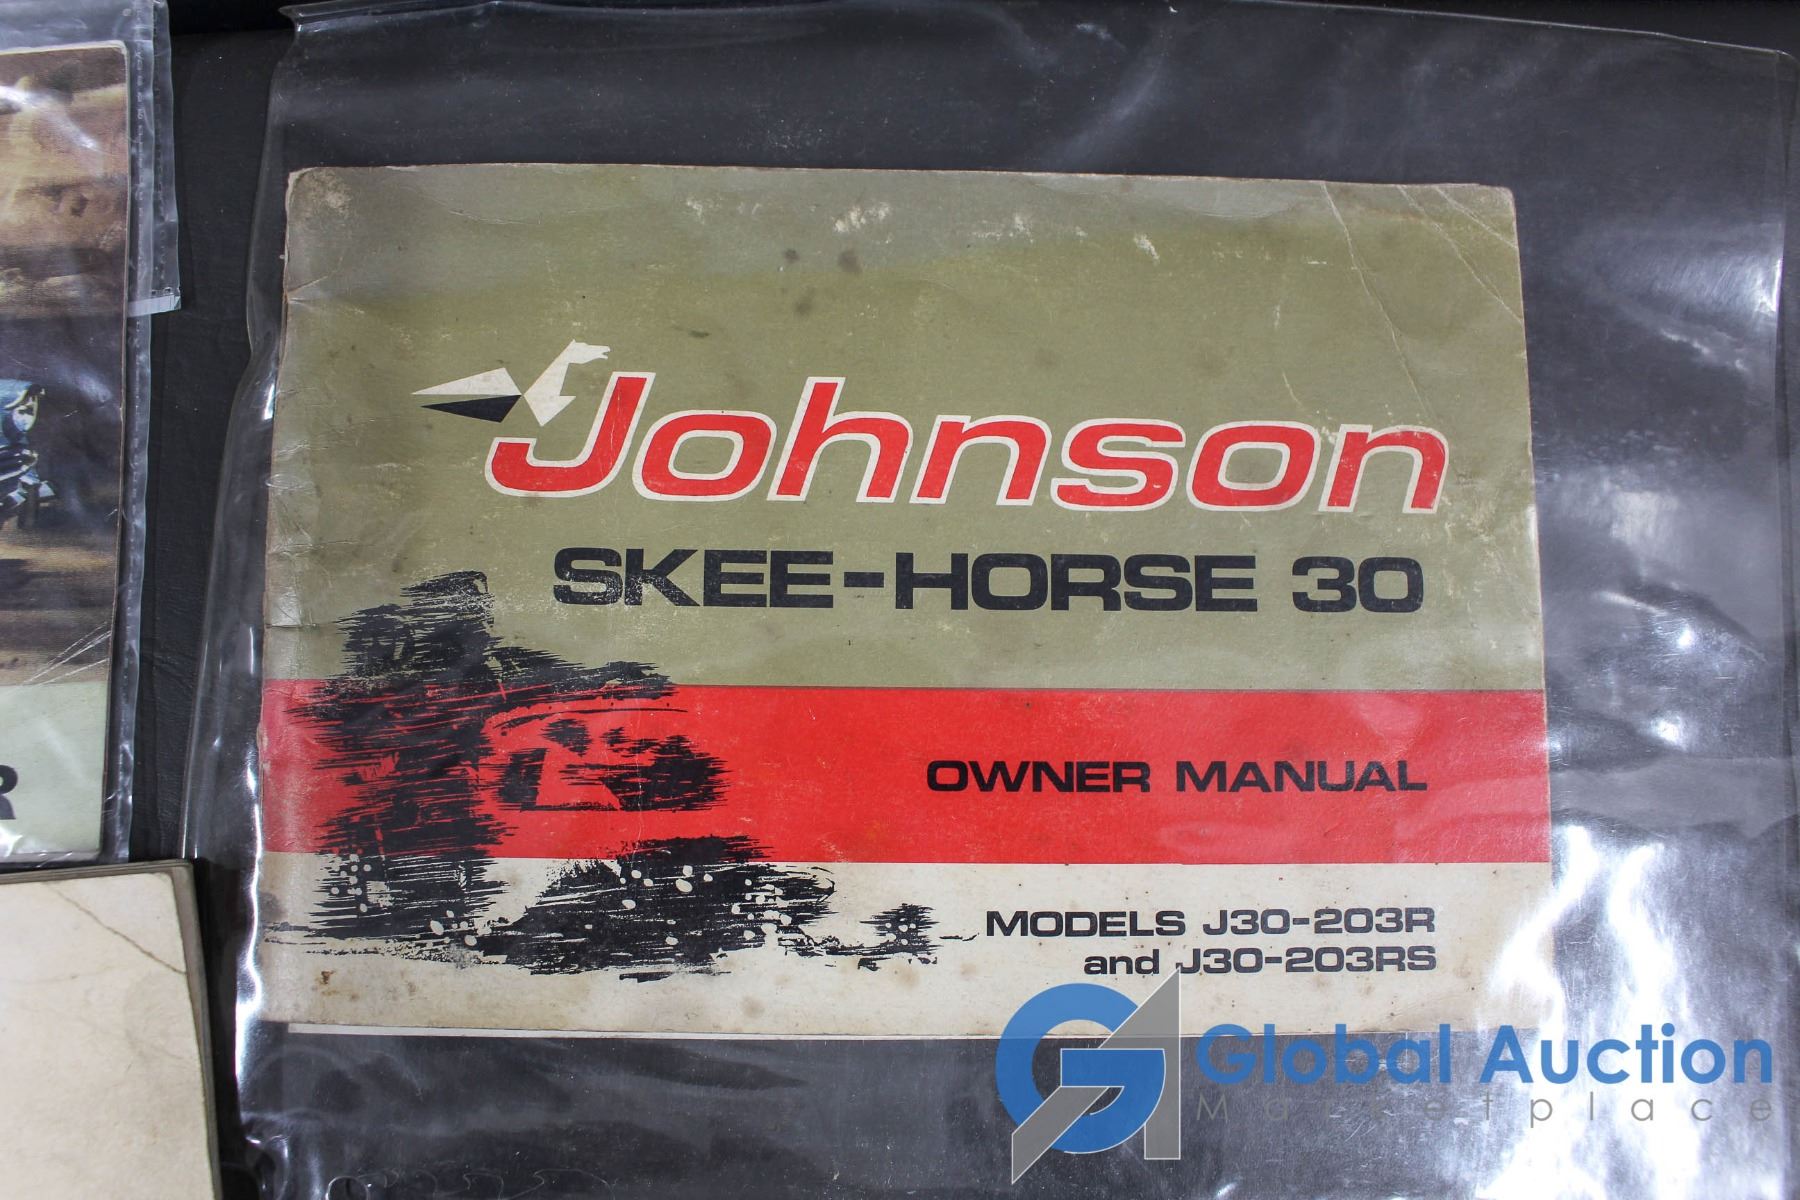 Johnson
SKEE-HORSE 30
OWNER MANUAL
MODELS J30-203R
and J30-203RS
R
Global Auction
Marketplace